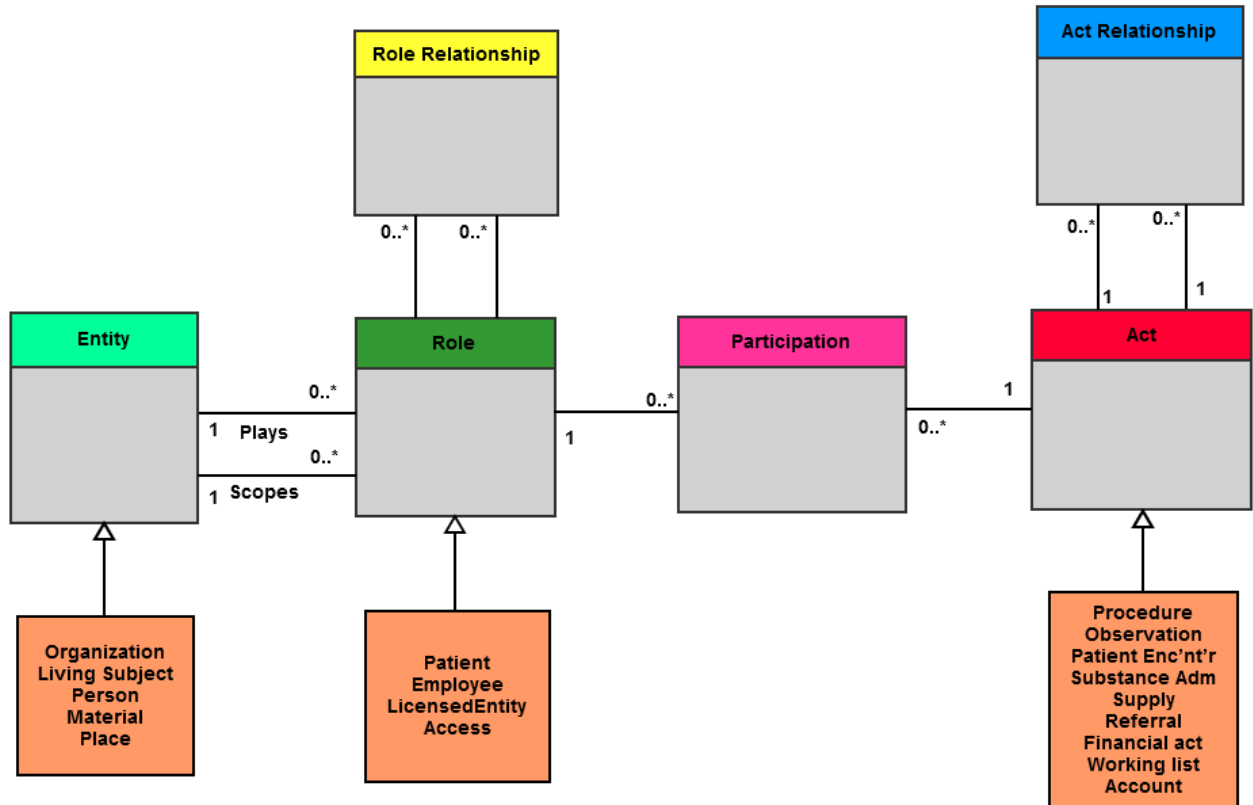 Role Relationship
Act Relationship
0..*
0..*
0..*
0..*
1
1
Entity
Role
Participation
Act
0..*
1
Plays
0..*
1
Scopes
1
0..*
0..*
1
Organization
Living Subject
Person
Material
Place
Patient
Employee
LicensedEntity
Access
Procedure
Observation
Patient Enc’nt’r
Substance Adm
Supply
Referral
Financial act
Working list
Account